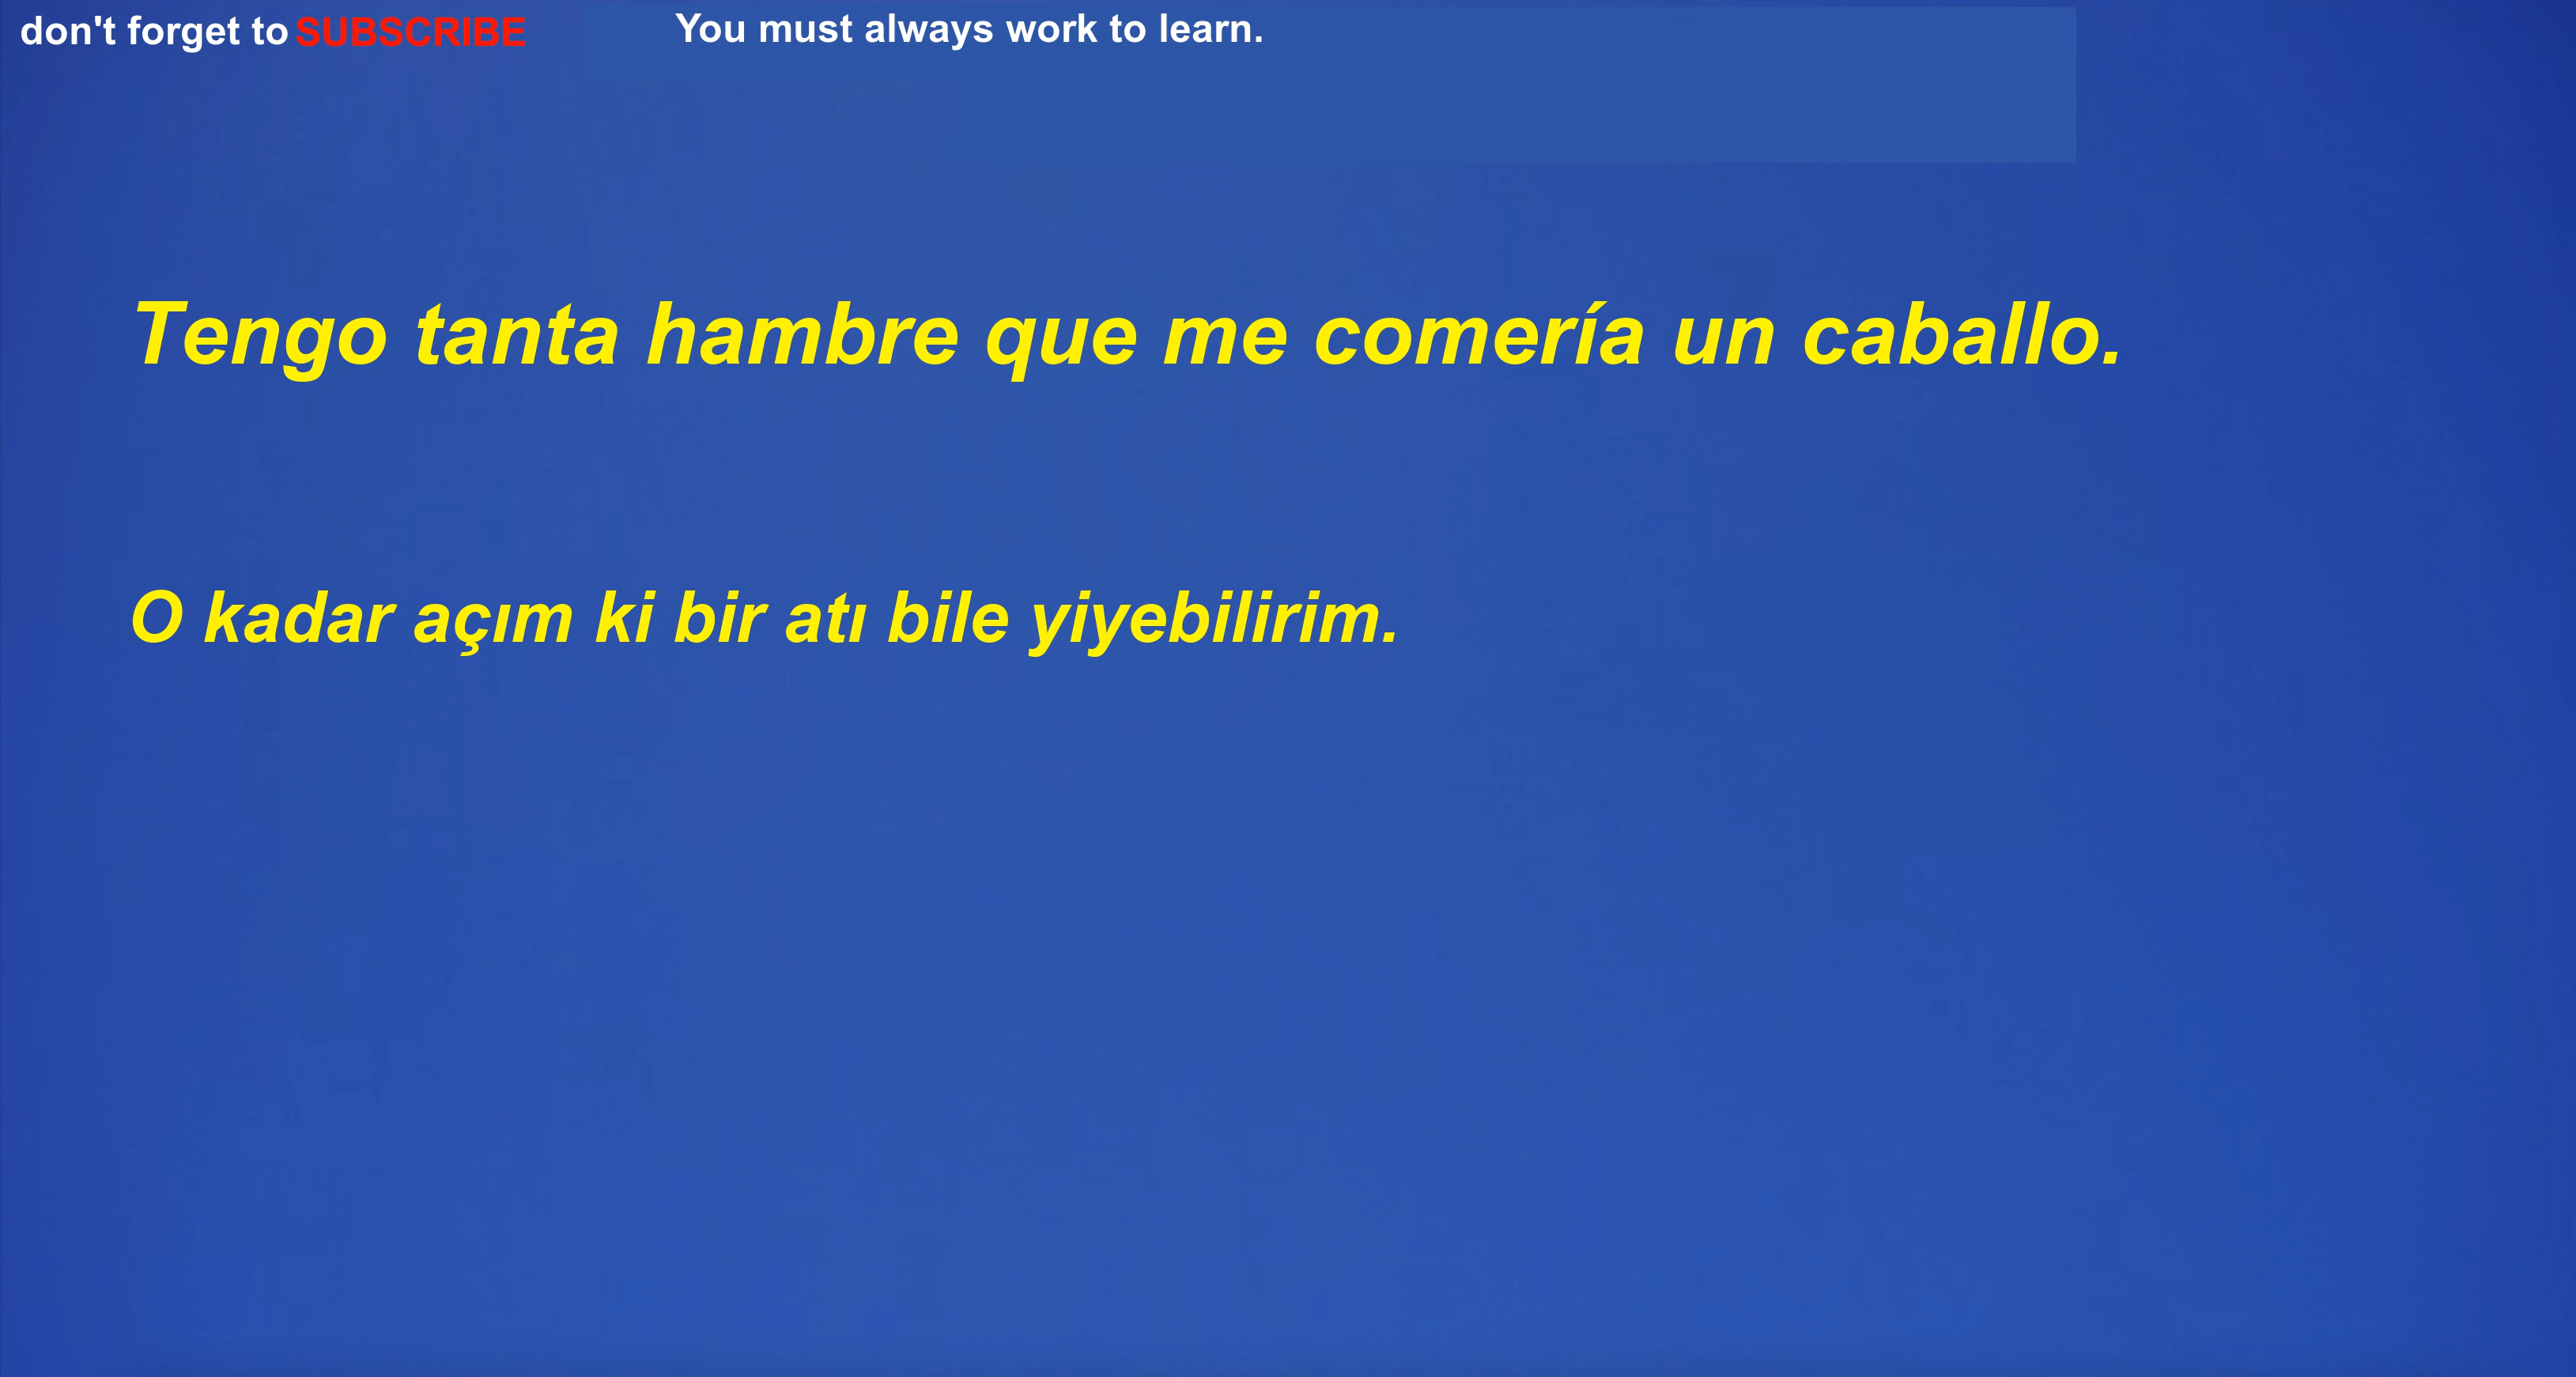 don't forget to SUBSCRIBE You must always work to learn.
Tengo tanta hambre que me comería un caballo.
O kadar açım ki bir atı bile yiyebilirim.